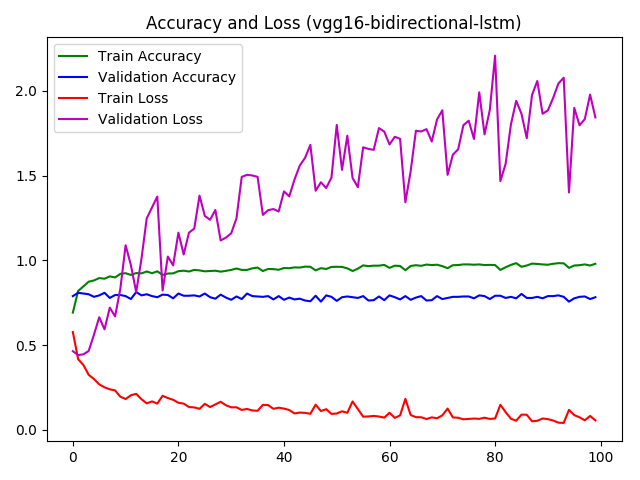 Accuracy and Loss (vgg16-bidirectional-lstm)
Train Accuracy
Validation Accuracy
Train Loss
Validation Loss
2.0
1.5
1.0
0.5
0.0
0 20 40 60 80 100